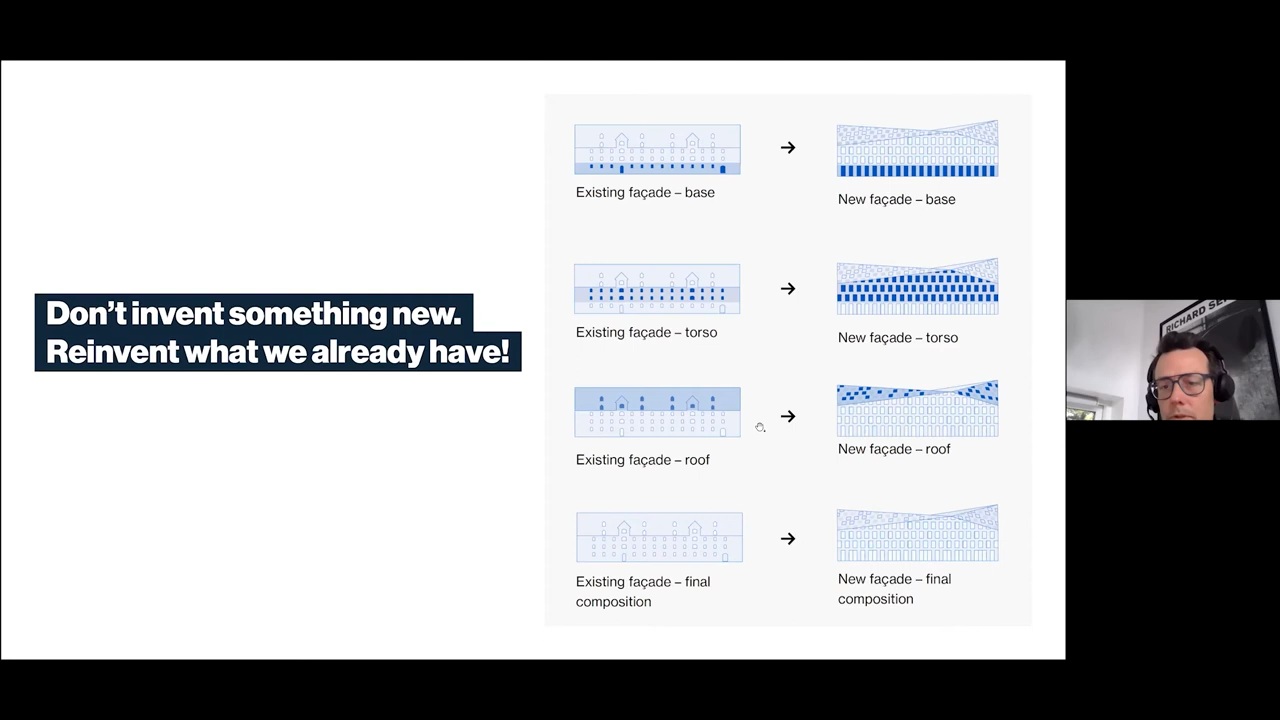 Don't invent something new.
Reinvent what we already have!
Existing façade – base
New façade – base
Existing façade – torso
New façade – torso
Existing façade – roof
New façade – roof
Existing façade – final
composition
New façade – final
composition
RICHARD